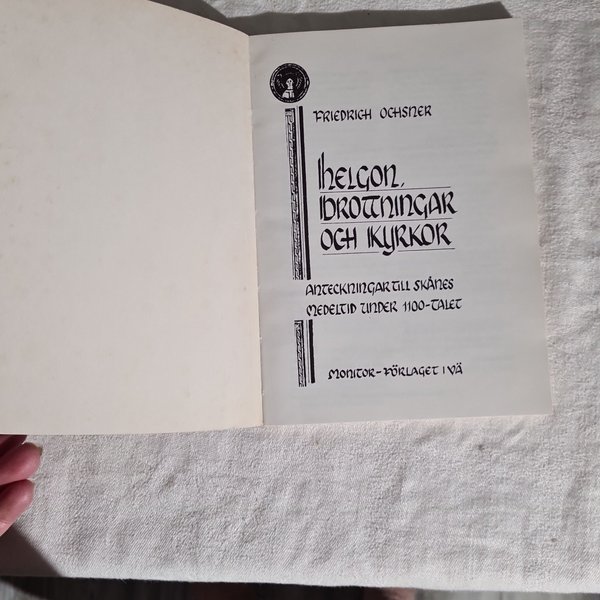 FRIEDRICH OCHSNER
HELGON,
DROTTNINGAR
OCH KYRKOR
ANTECKNINGAR TILL SKÅNES
MEDELTID UNDER 1100-TALET
MONITOR-FÖRLAGET I VÄ